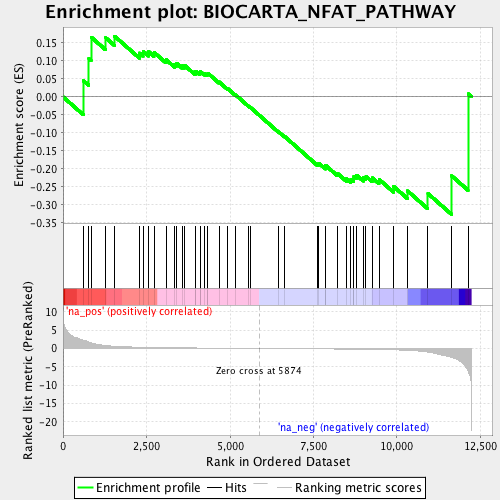 Enrichment plot: BIOCARTA_NFAT_PATHWAY
Enrichment score (ES)
0.15
0.10
0.05
0.00
-0.05
-0.10
-0.15
-0.20
-0.25
-0.30
-0.35
'na_pos' (positively correlated)
Ranked list metric (PreRanked)
10
5
0
-5
-10
-15
-20
Zero cross at 5874
'na_neg' (negatively correlated)
0
2,500
5,000
7,500
10,000
12,500
Rank in Ordered Dataset
Enrichment profile
Hits
Ranking metric scores